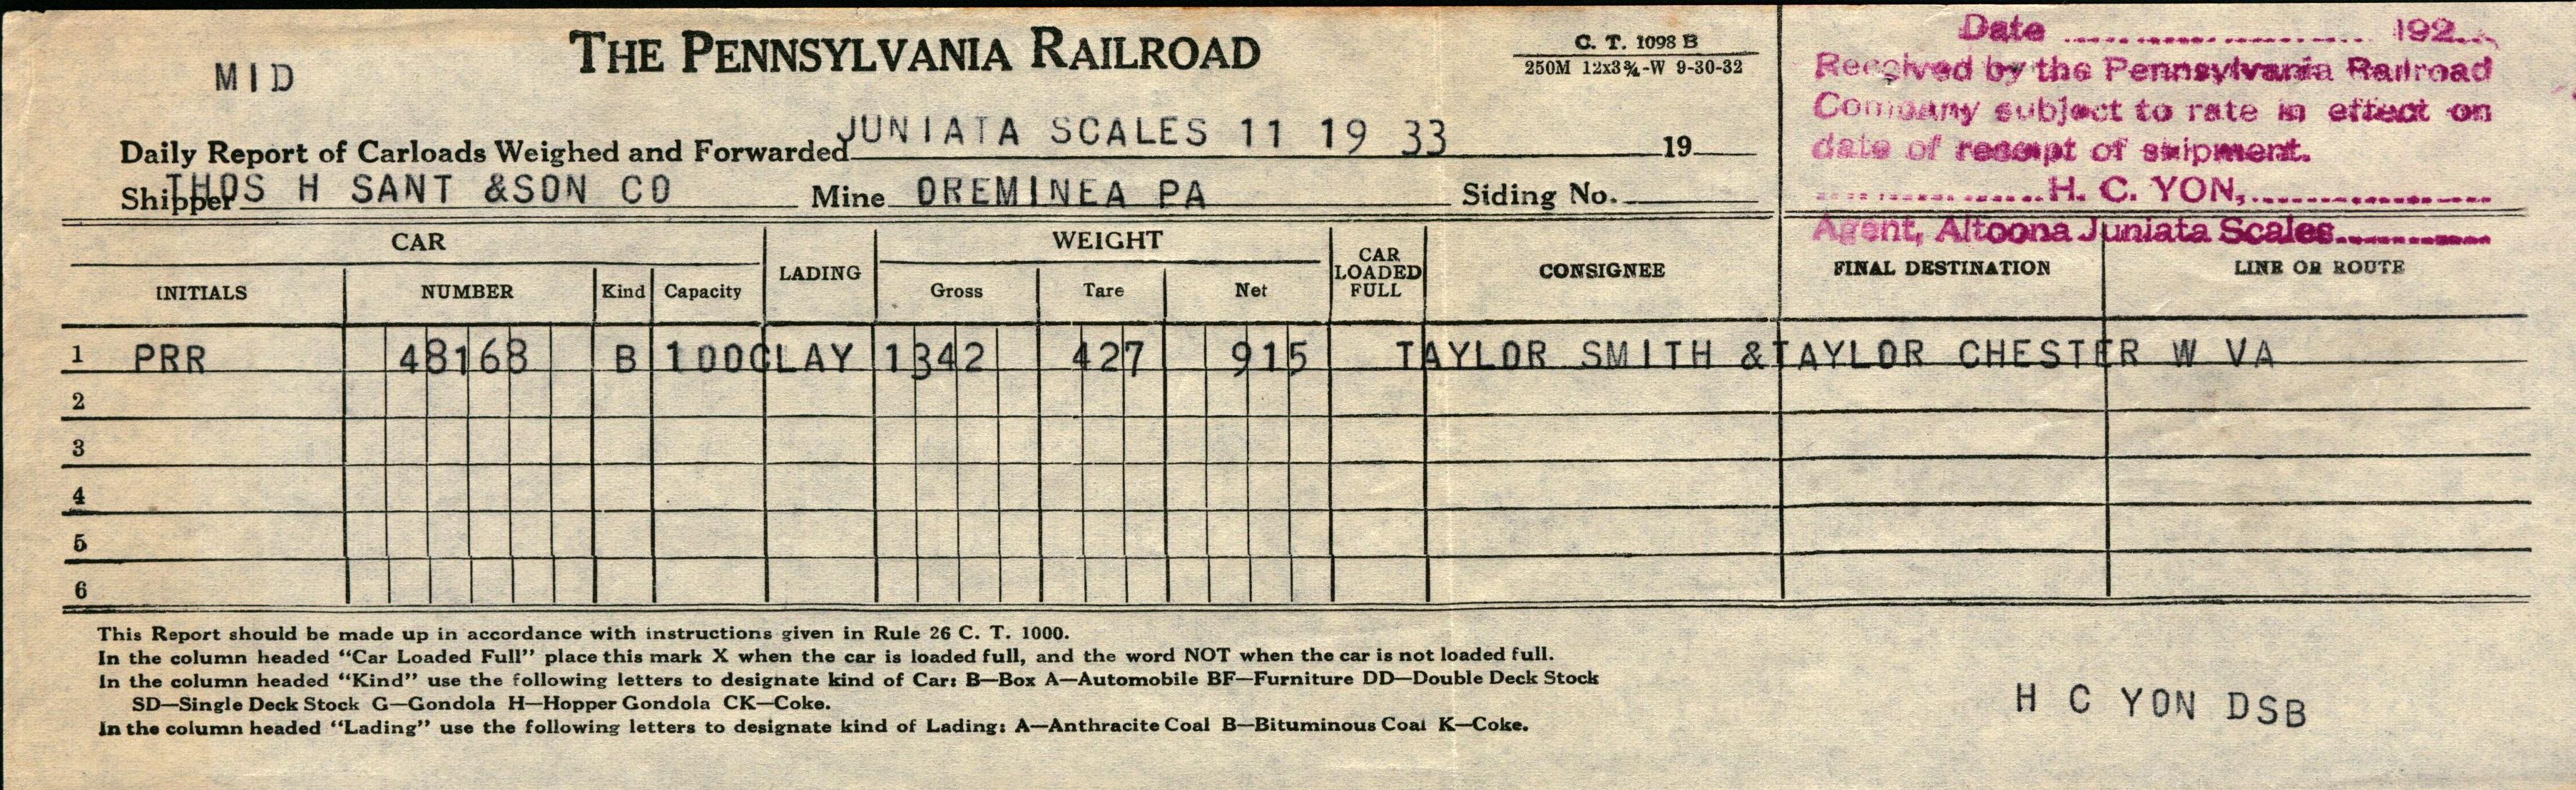 THE PENNSYLVANIA RAILROAD
MID
C. T. 1098 B
250M 12x3¾-W 9-30-32
Date ........ 192...
Received by the Pennsylvania Railroad
Company subject to rate in effect on
date of receipt of shipment.
........H. C. YON,........
Agent, Altoona Juniata Scales........
Daily Report of Carloads Weighed and Forwarded JUNIATA SCALES 11 19 33 19
Shipper THOS H SANT &SON CO Mine OREMINEA PA Siding No.
CAR LADING WEIGHT CAR LOADED FULL CONSIGNEE FINAL DESTINATION LINE OR ROUTE
INITIALS NUMBER Kind Capacity Gross Tare Net
1 PRR 48168 B 100 CLAY 1342 427 915 TAYLOR SMITH &TAYLOR CHESTER W VA
2
3
4
5
6
This Report should be made up in accordance with instructions given in Rule 26 C. T. 1000.
In the column headed "Car Loaded Full" place this mark X when the car is loaded full, and the word NOT when the car is not loaded full.
In the column headed "Kind" use the following letters to designate kind of Car: B—Box A—Automobile BF—Furniture DD—Double Deck Stock
SD—Single Deck Stock G—Gondola H—Hopper Gondola CK—Coke.
In the column headed "Lading" use the following letters to designate kind of Lading: A—Anthracite Coal B—Bituminous Coal K—Coke.
H C YON DSB